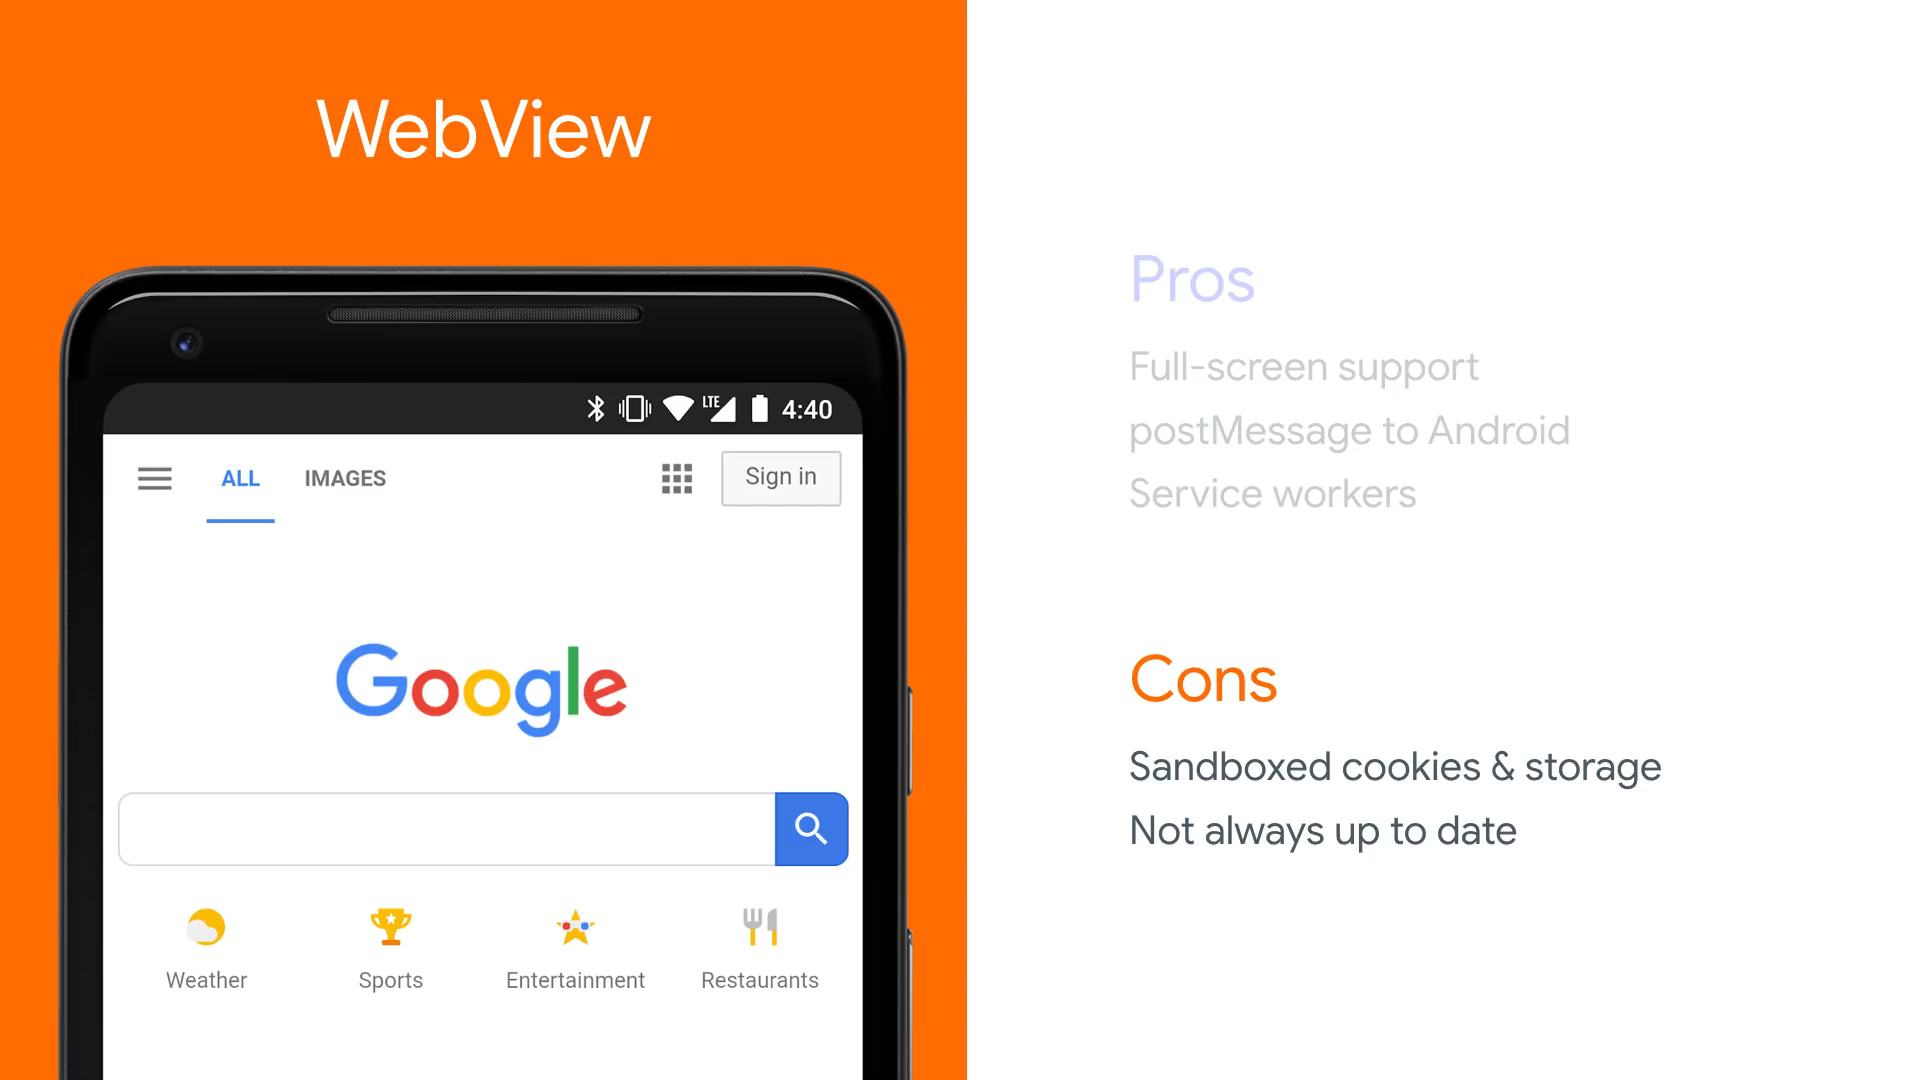 WebView
LTE 4:40
ALL IMAGES Sign in
Google
Weather Sports Entertainment Restaurants
Pros
Full-screen support
postMessage to Android
Service workers
Cons
Sandboxed cookies & storage
Not always up to date